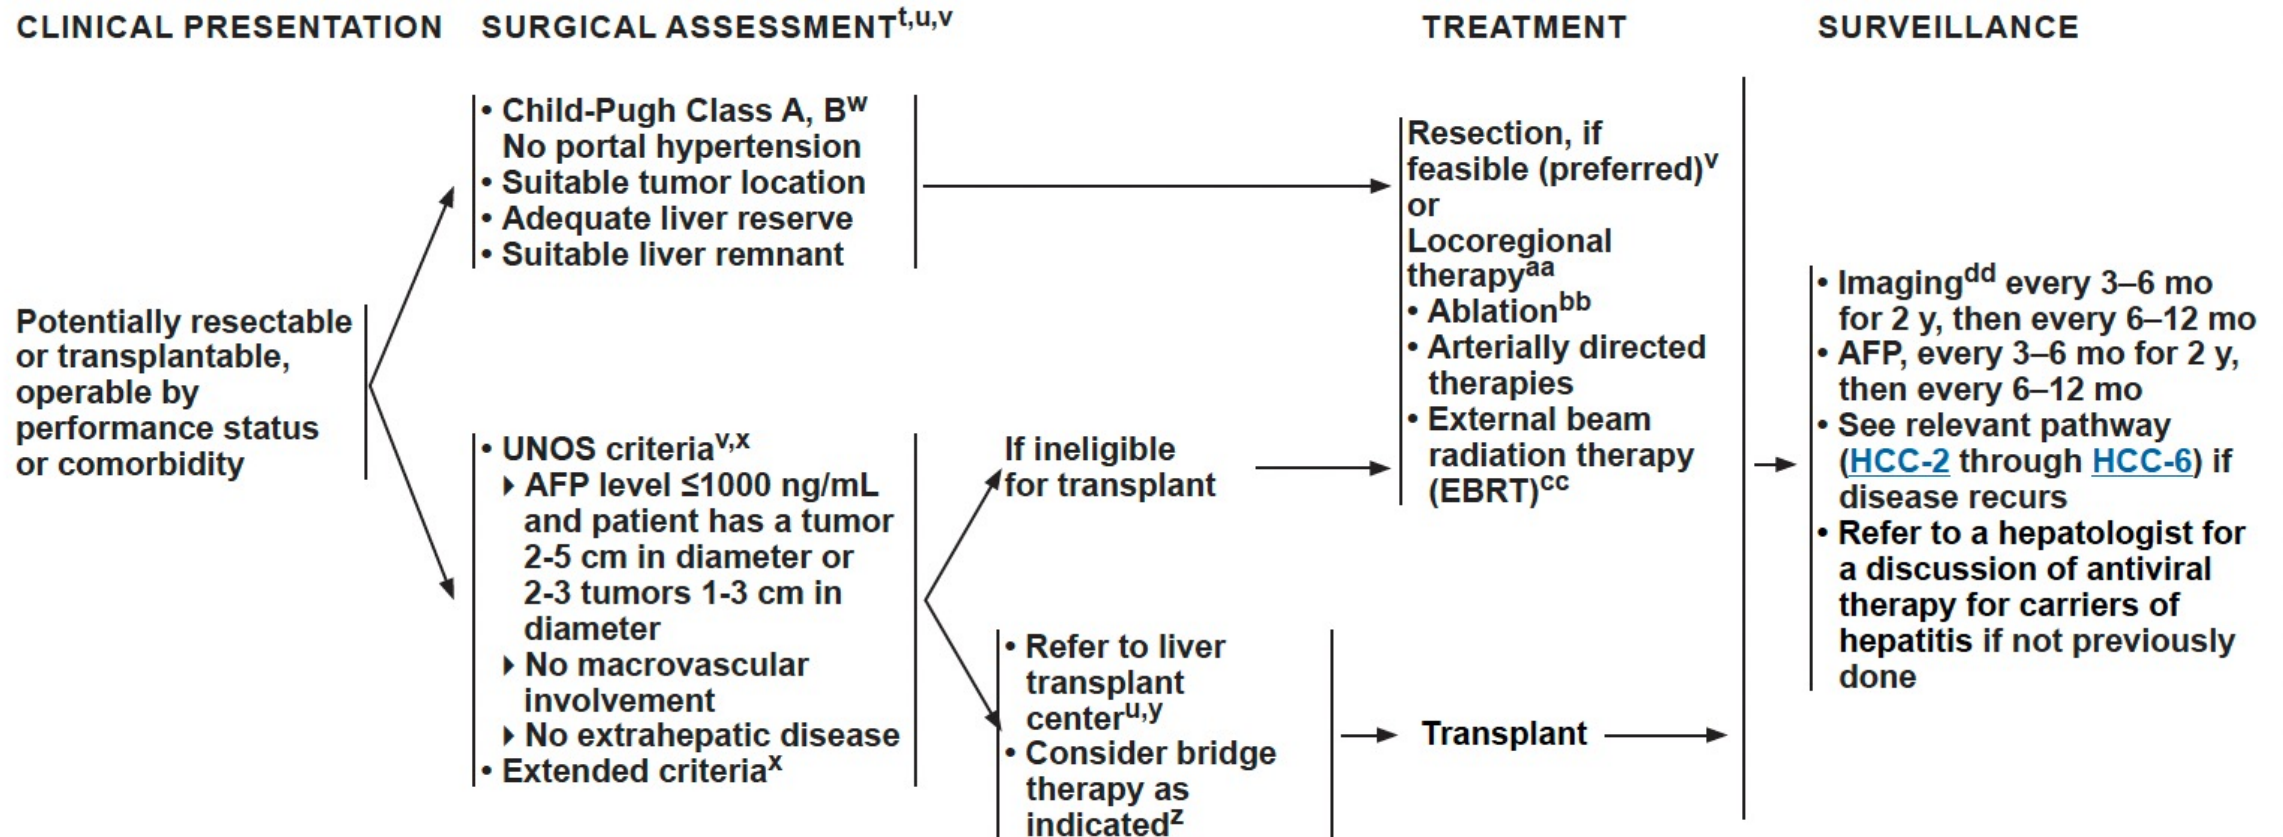 CLINICAL PRESENTATION
SURGICAL ASSESSMENTt,u,v
TREATMENT
SURVEILLANCE
Potentially resectable
or transplantable,
operable by
performance status
or comorbidity
• Child-Pugh Class A, Bw
No portal hypertension
• Suitable tumor location
• Adequate liver reserve
• Suitable liver remnant
• UNOS criteriav,x
▸ AFP level ≤1000 ng/mL
and patient has a tumor
2-5 cm in diameter or
2-3 tumors 1-3 cm in
diameter
▸ No macrovascular
involvement
▸ No extrahepatic disease
• Extended criteriax
If ineligible
for transplant
• Refer to liver
transplant
centeru,y
• Consider bridge
therapy as
indicatedz
Resection, if
feasible (preferred)v
or
Locoregional
therapyaa
• Ablationbb
• Arterially directed
therapies
• External beam
radiation therapy
(EBRT)cc
Transplant
• Imagingdd every 3–6 mo
for 2 y, then every 6–12 mo
• AFP, every 3–6 mo for 2 y,
then every 6–12 mo
• See relevant pathway
(HCC-2 through HCC-6) if
disease recurs
• Refer to a hepatologist for
a discussion of antiviral
therapy for carriers of
hepatitis if not previously
done